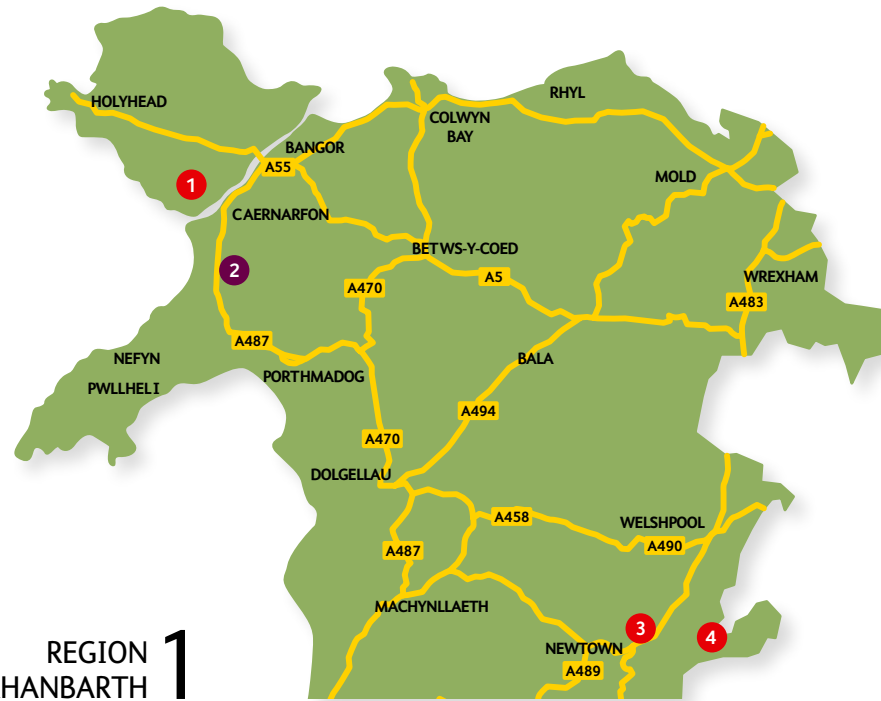 HOLYHEAD
RHYL
COLWYN
BAY
BANGOR
A55
MOLD
1
CAERNARFON
BETWS-Y-COED
2
A5
WREXHAM
A470
A483
A487
NEFYN
BALA
PORTHMADOG
PWLLHELI
A494
A470
DOLGELLAU
A458
WELSHPOOL
A490
A487
MACHYNLLAETH
3
4
NEWTOWN
A489
REGION
HANBARTH
1